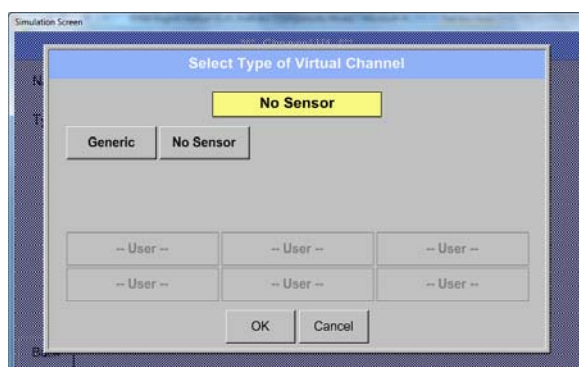 Simulation Screen
Select Type of Virtual Channel
No Sensor
Generic No Sensor
-- User -- -- User -- -- User --
-- User -- -- User -- -- User --
OK Cancel